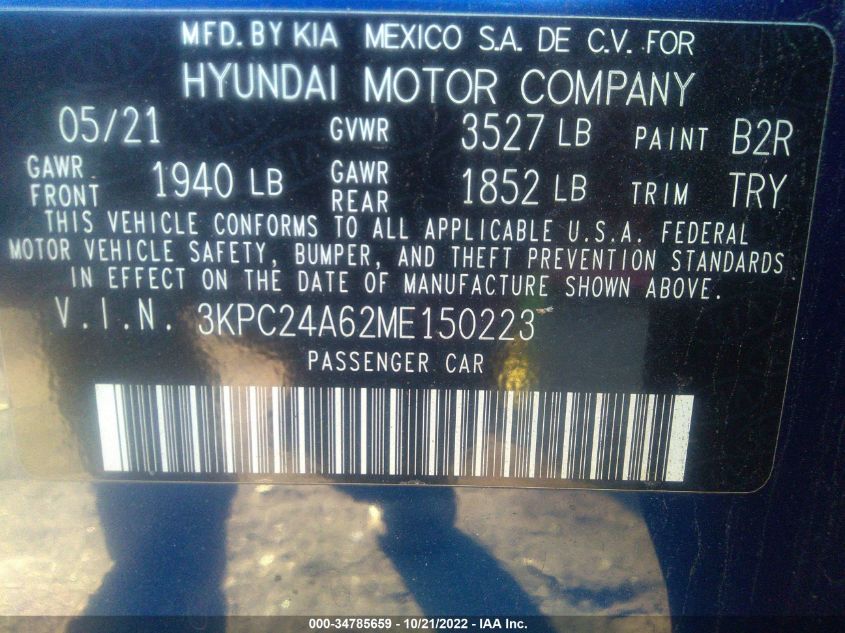 MFD. BY KIA MEXICO S.A. DE C.V. FOR
HYUNDAI MOTOR COMPANY
05/21 GVWR 3527 LB PAINT B2R
GAWR FRONT 1940 LB GAWR REAR 1852 LB TRIM TRY
THIS VEHICLE CONFORMS TO ALL APPLICABLE U.S.A. FEDERAL
MOTOR VEHICLE SAFETY, BUMPER, AND THEFT PREVENTION STANDARDS
IN EFFECT ON THE DATE OF MANUFACTURE SHOWN ABOVE.
V.I.N. 3KPC24A62ME150223
PASSENGER CAR
000-34785659 - 10/21/2022 - IAA Inc.